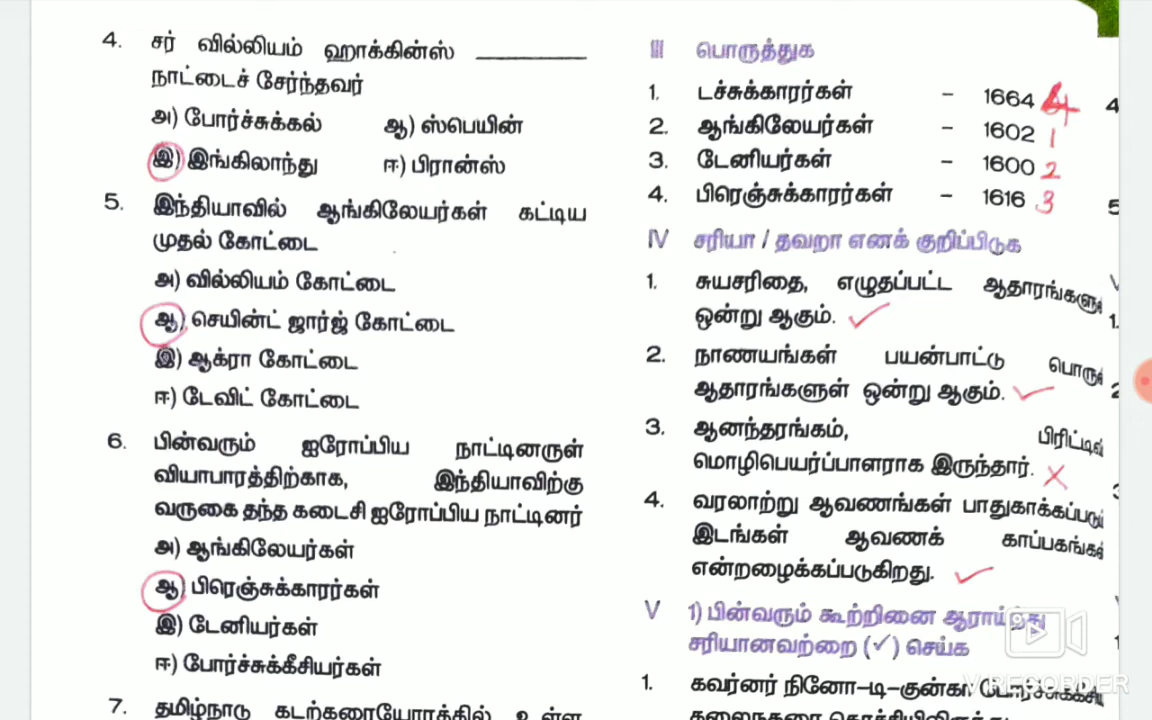 4. சர் வில்லியம் ஹாக்கின்ஸ் ________
நாட்டைச் சேர்ந்தவர்
அ) போர்ச்சுக்கல் ஆ) ஸ்பெயின்
இ) இங்கிலாந்து ஈ) பிரான்ஸ்
5. இந்தியாவில் ஆங்கிலேயர்கள் கட்டிய
முதல் கோட்டை
அ) வில்லியம் கோட்டை
ஆ) செயின்ட் ஜார்ஜ் கோட்டை
இ) ஆக்ரா கோட்டை
ஈ) டேவிட் கோட்டை
6. பின்வரும் ஐரோப்பிய நாட்டினருள்
வியாபாரத்திற்காக, இந்தியாவிற்கு
வருகை தந்த கடைசி ஐரோப்பிய நாட்டினர்
அ) ஆங்கிலேயர்கள்
ஆ) பிரெஞ்சுக்காரர்கள்
இ) டேனியர்கள்
ஈ) போர்ச்சுக்கீசியர்கள்
7. தமிழ்நாடு கடற்கரையோரத்தில் உள்ள
III பொருத்துக
1. டச்சுக்காரர்கள் – 1664 4
2. ஆங்கிலேயர்கள் – 1602 1
3. டேனியர்கள் – 1600 2
4. பிரெஞ்சுக்காரர்கள் – 1616 3
IV சரியா / தவறா எனக் குறிப்பிடுக
1. சுயசரிதை, எழுதப்பட்ட ஆதாரங்களு
ஒன்று ஆகும். ✓
2. நாணயங்கள் பயன்பாட்டு பொரு
ஆதாரங்களுள் ஒன்று ஆகும். ✓
3. ஆனந்தரங்கம், பிரிட்டி
மொழிபெயர்ப்பாளராக இருந்தார். ✗
4. வரலாற்று ஆவணங்கள் பாதுகாக்கப்படு
இடங்கள் ஆவணக் காப்பகங்க
என்றழைக்கப்படுகிறது. ✓
V 1) பின்வரும் கூற்றினை ஆராய்ந்து
சரியானவற்றை (✓) செய்க
1. கவர்னர் நினோ-டி-குன்கா போர்ச்சுக்கீசி
4
5
1.
2
VIRECORDER